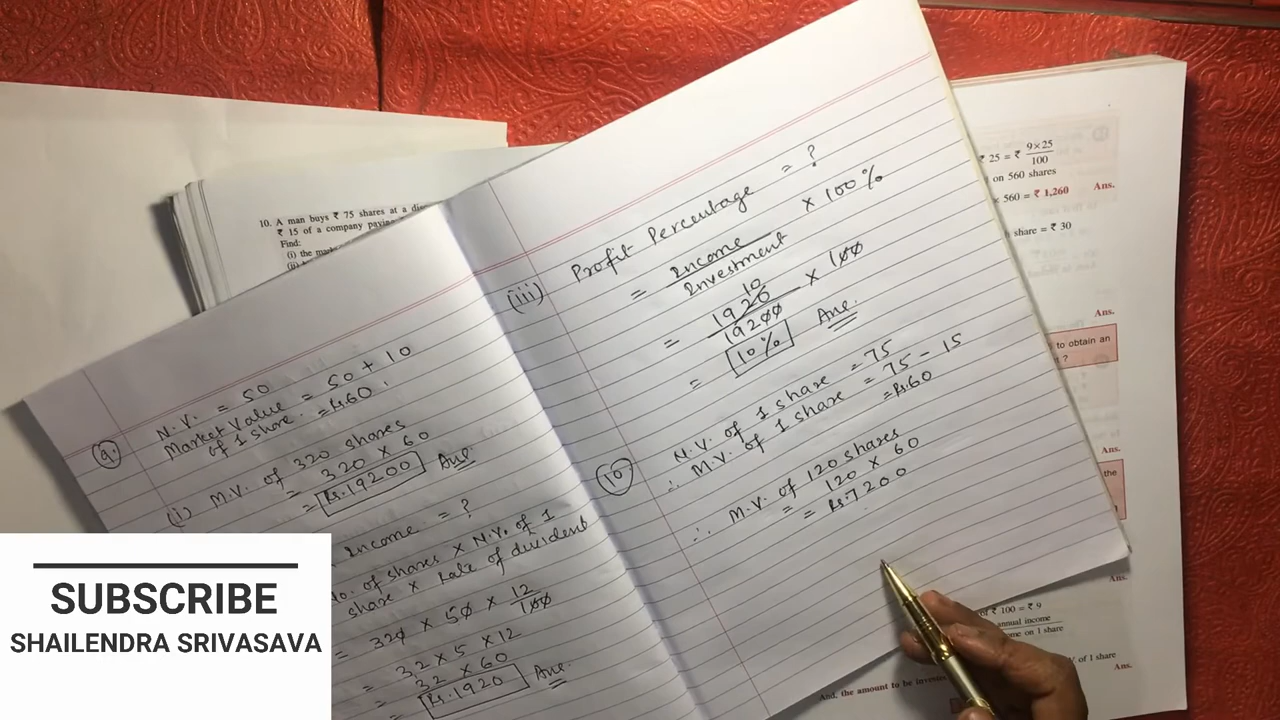 10. A man buys ₹ 75 shares at a
₹ 15 of a company
Find:
(i) the
(ii)
9.
N.V. = 50
Market Value = 50 + 10
of 1 share = Rs.60.
(i) M.V. of 320 shares
= 320 × 60
= Rs.19200 Ans.
Income = ?
No. of shares × N.V. of 1
share × Rate of divident
= 320 × 50 × 12/100
= 32 × 5 × 12
= 32 × 60
= Rs.1920 Ans.
(iii) Profit Percentage = ?
= Income/Investment × 100%
10
= 1920/19200 × 100
= 10% Ans.
10
N.V. of 1 share = 75
∴ M.V. of 1 share = 75 - 15
= Rs.60
∴ M.V. of 120 shares
= 120 × 60
= Rs.7200
₹ 25 = ₹ 9×25/100
on 560 shares
× 560 = ₹ 1,260 Ans.
share = ₹ 30
Ans.
to obtain an
?
Ans.
the
Ans.
of ₹ 100 = ₹ 9
annual income
on 1 share
of 1 share
Ans.
And, the amount to be
SUBSCRIBE
SHAILENDRA SRIVASAVA